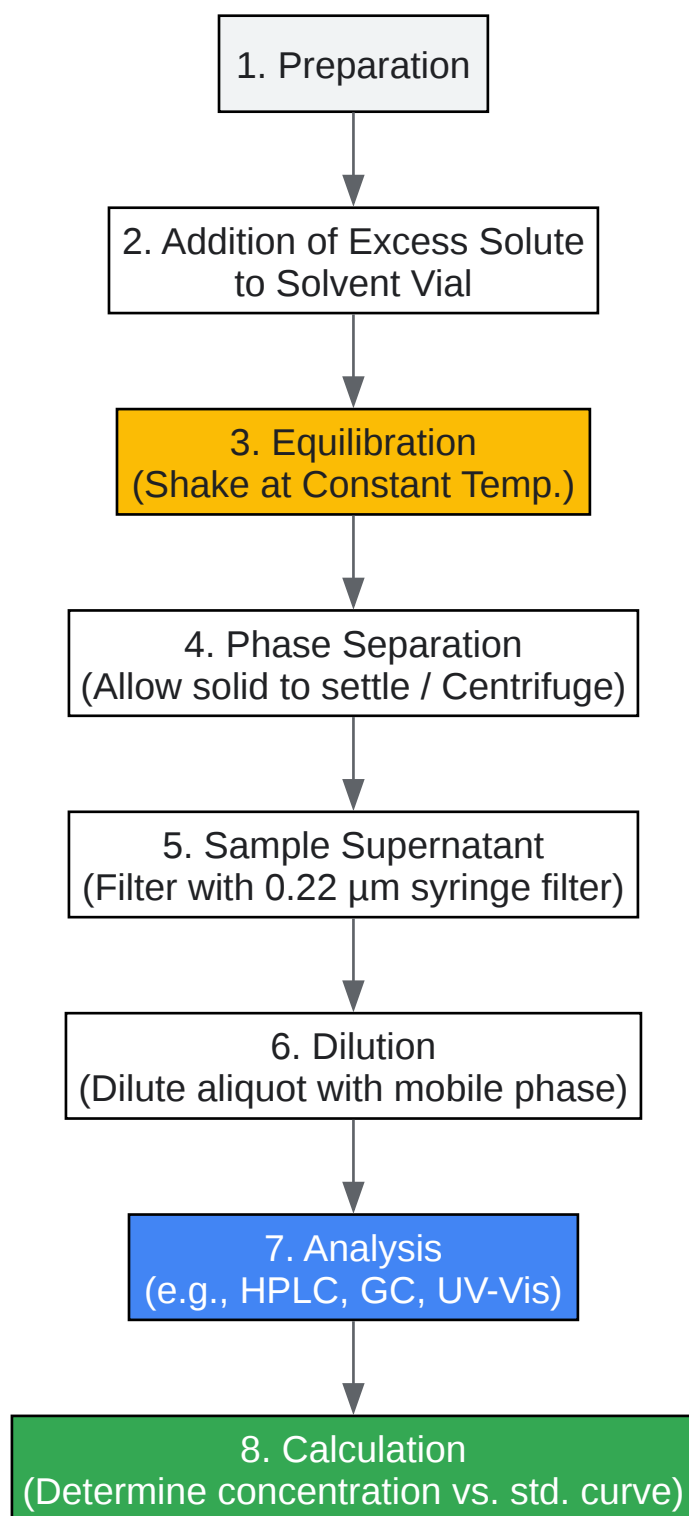 1. Preparation
2. Addition of Excess Solute
to Solvent Vial
3. Equilibration
(Shake at Constant Temp.)
4. Phase Separation
(Allow solid to settle / Centrifuge)
5. Sample Supernatant
(Filter with 0.22 µm syringe filter)
6. Dilution
(Dilute aliquot with mobile phase)
7. Analysis
(e.g., HPLC, GC, UV-Vis)
8. Calculation
(Determine concentration vs. std. curve)